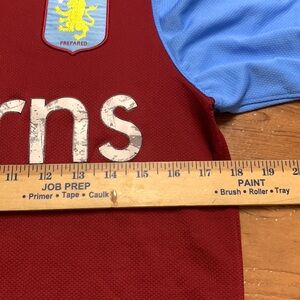 PREPARED
rns
11 12 13 14 15 16 17 18 19 20
JOB PREP
• Primer • Tape • Caulk
PAINT
• Brush • Roller • Tray